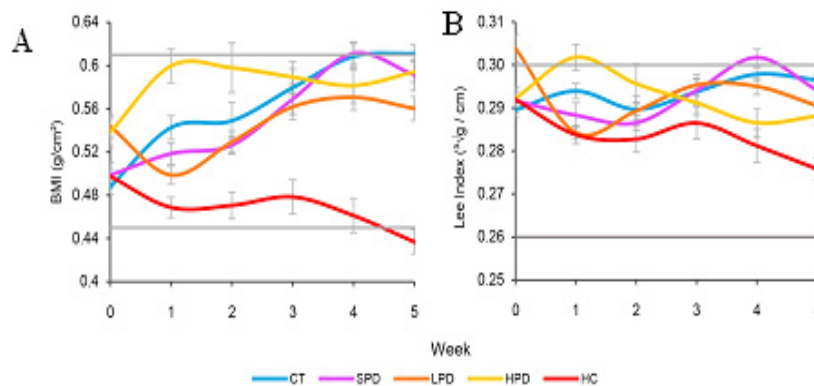 A
B
BMI (g/cm²)
0.64
0.6
0.56
0.52
0.48
0.44
0.4
0 1 2 3 4 5
Lee Index (³√g / cm)
0.31
0.30
0.29
0.28
0.27
0.26
0.25
0 1 2 3 4
Week
CT SPD LPD HPD HC